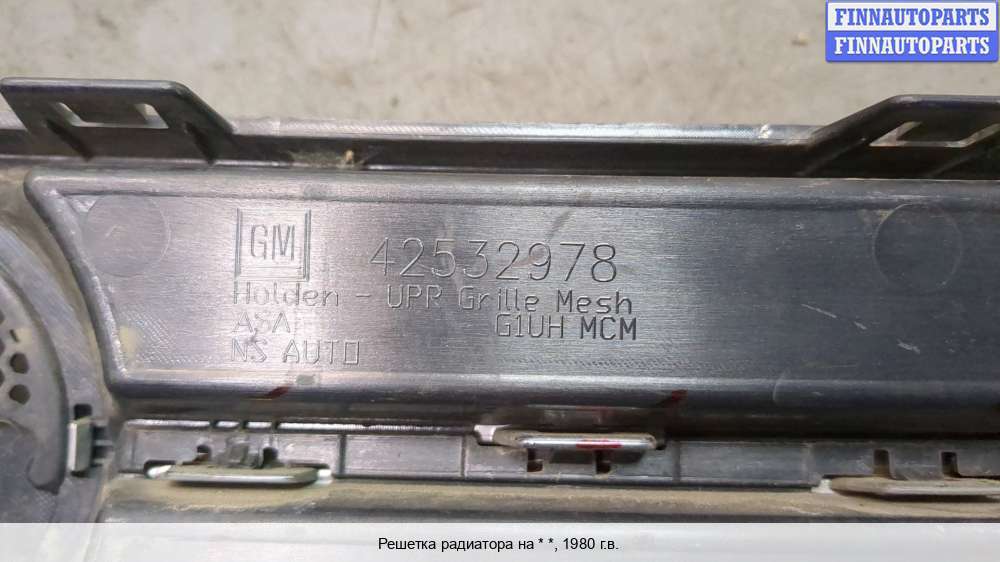 FINNAUTOPARTS
FINNAUTOPARTS
GM 42532978
Holden - UPR Grille Mesh
ASA G1UH MCM
NS AUTO
Решетка радиатора на * *, 1980 г.в.